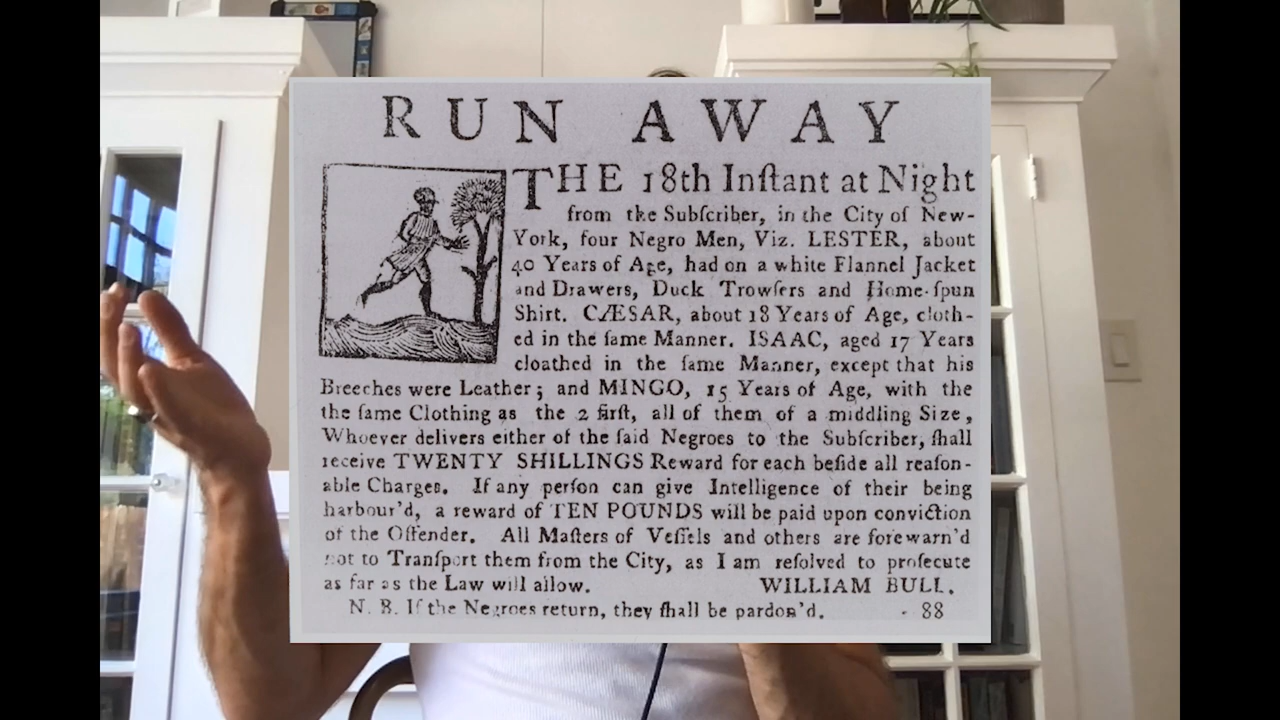 RUN AWAY
THE 18th Inſtant at Night
from the Subſcriber, in the City of New-
York, four Negro Men, Viz. LESTER, about
40 Years of Age, had on a white Flannel Jacket
and Drawers, Duck Trowſers and Home-ſpun
Shirt. CÆSAR, about 18 Years of Age, cloth-
ed in the ſame Manner. ISAAC, aged 17 Years
cloathed in the ſame Manner, except that his
Breeches were Leather; and MINGO, 15 Years of Age, with the
the ſame Clothing as the 2 firſt, all of them of a middling Size,
Whoever delivers either of the ſaid Negroes to the Subſcriber, ſhall
receive TWENTY SHILLINGS Reward for each beſide all reaſon-
able Charges. If any perſon can give Intelligence of their being
harbour'd, a reward of TEN POUNDS will be paid upon conviction
of the Offender. All Maſters of Veſſels and others are forewarn'd
not to Tranſport them from the City, as I am reſolved to proſecute
as far as the Law will allow. WILLIAM BULL.
N. B. If the Negroes return, they ſhall be pardon'd. - 88